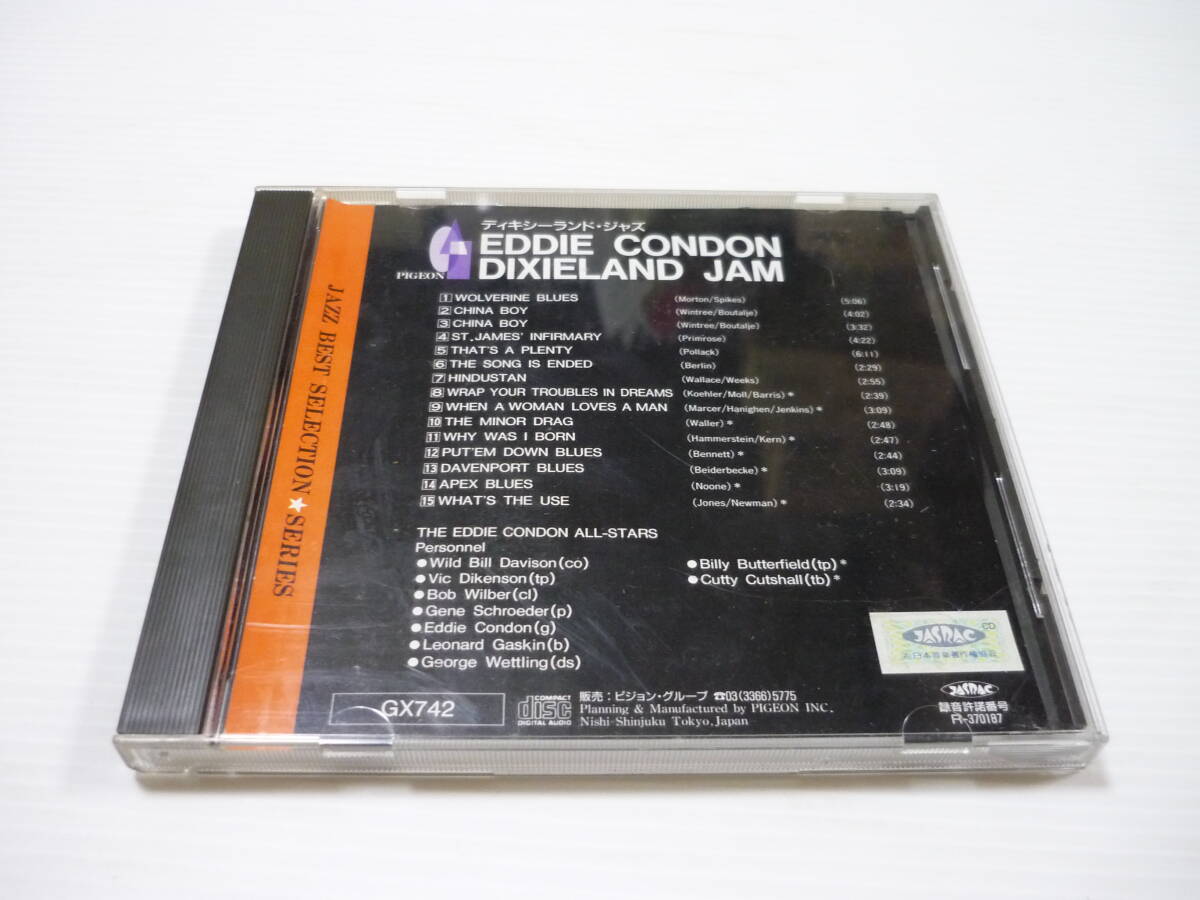 JAZZ BEST SELECTION★SERIES
ディキシーランド・ジャズ
PIGEON
EDDIE CONDON
DIXIELAND JAM
1 WOLVERINE BLUES (Morton/Spikes) (5:06)
2 CHINA BOY (Wintree/Boutalje) (4:02)
3 CHINA BOY (Wintree/Boutalje) (3:32)
4 ST.JAMES' INFIRMARY (Primrose) (4:22)
5 THAT'S A PLENTY (Pollack) (6:11)
6 THE SONG IS ENDED (Berlin) (2:29)
7 HINDUSTAN (Wallace/Weeks) (2:55)
8 WRAP YOUR TROUBLES IN DREAMS (Koehler/Moll/Barris)* (2:39)
9 WHEN A WOMAN LOVES A MAN (Marcer/Hanighen/Jenkins)* (3:09)
10 THE MINOR DRAG (Waller)* (2:48)
11 WHY WAS I BORN (Hammerstein/Kern)* (2:47)
12 PUT'EM DOWN BLUES (Bennett)* (2:44)
13 DAVENPORT BLUES (Beiderbecke)* (3:09)
14 APEX BLUES (Noone)* (3:19)
15 WHAT'S THE USE (Jones/Newman)* (2:34)
THE EDDIE CONDON ALL-STARS
Personnel
●Wild Bill Davison(co)
●Vic Dikenson(tp)
●Bob Wilber(cl)
●Gene Schroeder(p)
●Eddie Condon(g)
●Leonard Gaskin(b)
●George Wettling(ds)
●Billy Butterfield(tp)*
●Cutty Cutshall(tb)*
CD
JASRAC
GX742
COMPACT
disc
DIGITAL AUDIO
販売：ピジョン・グループ ☎03(3366)5775
Planning & Manufactured by PIGEON INC.
Nishi-Shinjuku Tokyo,Japan
JASRAC
録音許諾番号
R-370187